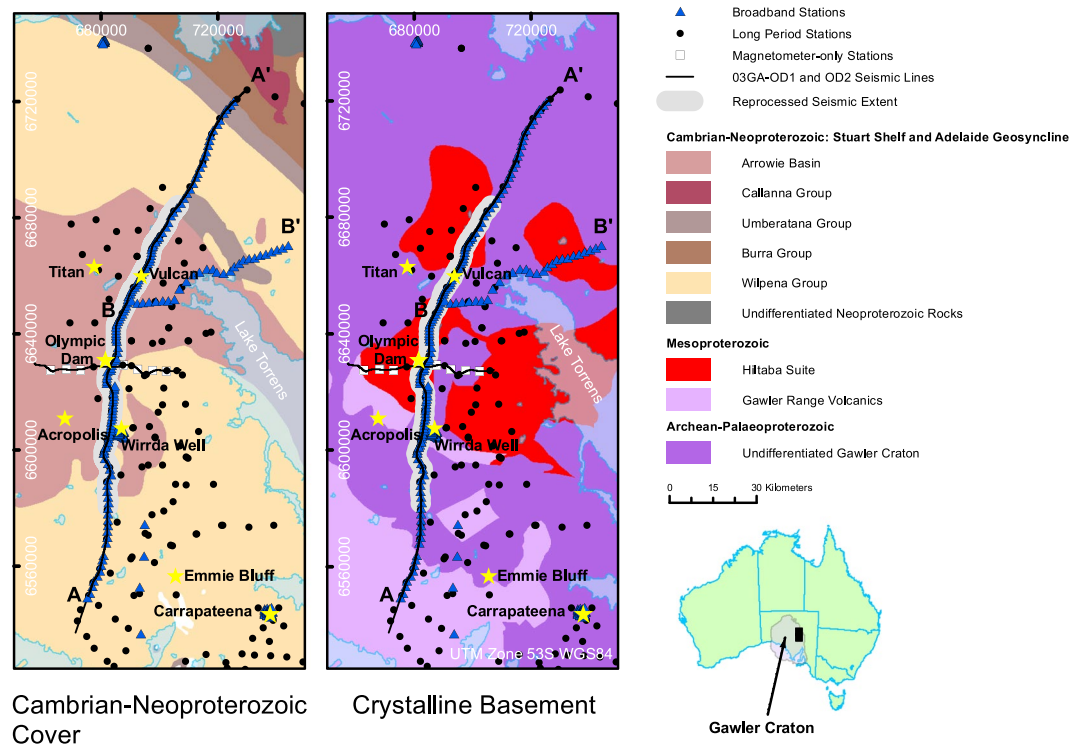 680000
720000
6720000
6680000
6640000
6600000
6560000
A'
B'
Titan
Vulcan
B
Olympic
Dam
Lake Torrens
Acropolis
Wirrda Well
Emmie Bluff
A
Carrapateena
Cambrian-Neoproterozoic
Cover
680000
720000
6720000
6680000
6640000
6600000
6560000
A'
B'
Titan
Vulcan
B
Olympic
Dam
Lake Torrens
Acropolis
Wirrda Well
Emmie Bluff
A
Carrapateena
UTM Zone 53S WGS84
Crystalline Basement
Broadband Stations
Long Period Stations
Magnetometer-only Stations
03GA-OD1 and OD2 Seismic Lines
Reprocessed Seismic Extent
Cambrian-Neoproterozoic: Stuart Shelf and Adelaide Geosyncline
Arrowie Basin
Callanna Group
Umberatana Group
Burra Group
Wilpena Group
Undifferentiated Neoproterozoic Rocks
Mesoproterozoic
Hiltaba Suite
Gawler Range Volcanics
Archean-Palaeoproterozoic
Undifferentiated Gawler Craton
0 15 30 Kilometers
Gawler Craton